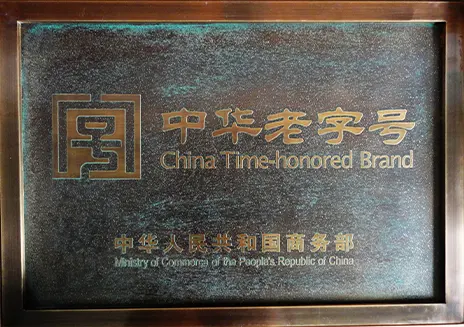 中华老字号
China Time-honored Brand
中华人民共和国商务部
Ministry of Commerce of the People's Republic of China